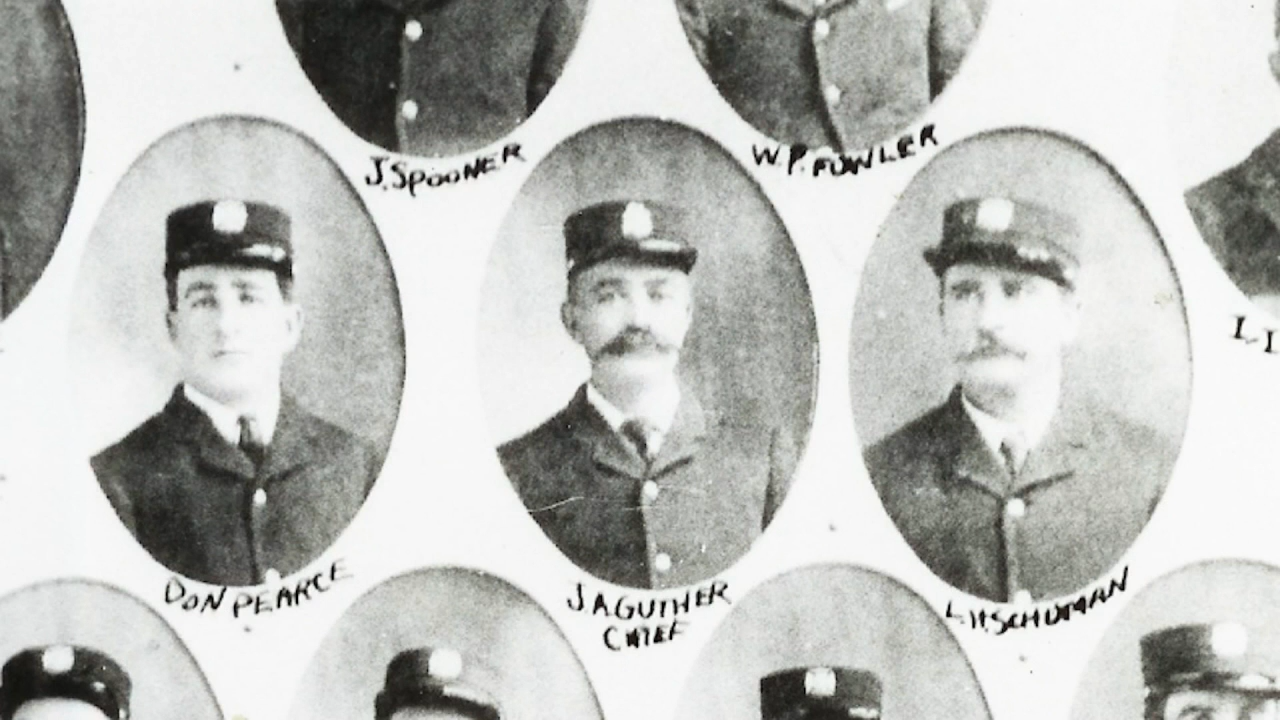 J. SPOONER
W. P. FOWLER
DON PEARCE
J A GUTHER
CHIEF
L. H. SCHUMAN
L. I